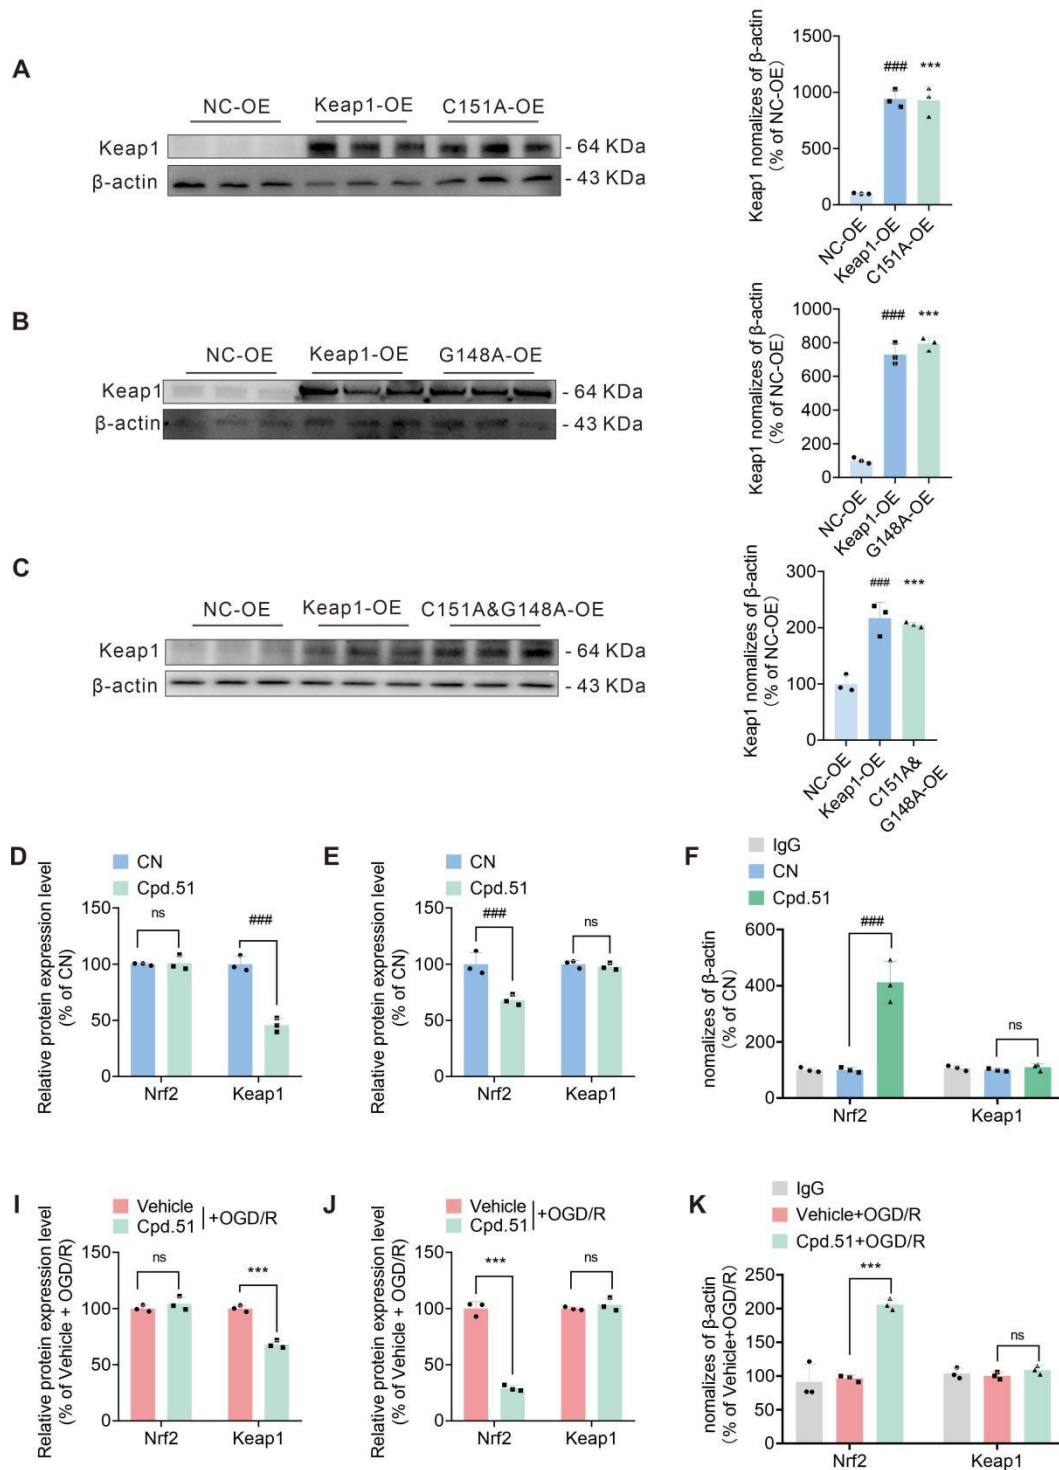 A
NC-OE Keap1-OE C151A-OE
Keap1 - 64 KDa
β-actin - 43 KDa
Keap1 nomalizes of β-actin
(% of NC-OE)
1500
1000
500
0
### ***
NC-OE
Keap1-OE
C151A-OE
B
NC-OE Keap1-OE G148A-OE
Keap1 - 64 KDa
β-actin - 43 KDa
Keap1 nomalizes of β-actin
(% of NC-OE)
1000
800
600
400
200
0
### ***
NC-OE
Keap1-OE
G148A-OE
C
NC-OE Keap1-OE C151A&G148A-OE
Keap1 - 64 KDa
β-actin - 43 KDa
Keap1 nomalizes of β-actin
(% of NC-OE)
300
200
100
0
### ***
NC-OE
Keap1-OE
C151A&
G148A-OE
D
CN
Cpd.51
Relative protein expression level
(% of CN)
150
100
50
0
ns ###
Nrf2 Keap1
E
CN
Cpd.51
Relative protein expression level
(% of CN)
150
100
50
0
### ns
Nrf2 Keap1
F
IgG
CN
Cpd.51
nomalizes of β-actin
(% of CN)
600
400
200
100
0
### ns
Nrf2 Keap1
I
Vehicle
Cpd.51
+OGD/R
Relative protein expression level
(% of Vehicle + OGD/R)
150
100
50
0
ns ***
Nrf2 Keap1
J
Vehicle
Cpd.51
+OGD/R
Relative protein expression level
(% of Vehicle + OGD/R)
150
100
50
0
*** ns
Nrf2 Keap1
K
IgG
Vehicle+OGD/R
Cpd.51+OGD/R
nomalizes of β-actin
(% of Vehicle+OGD/R)
250
200
150
100
50
0
*** ns
Nrf2 Keap1